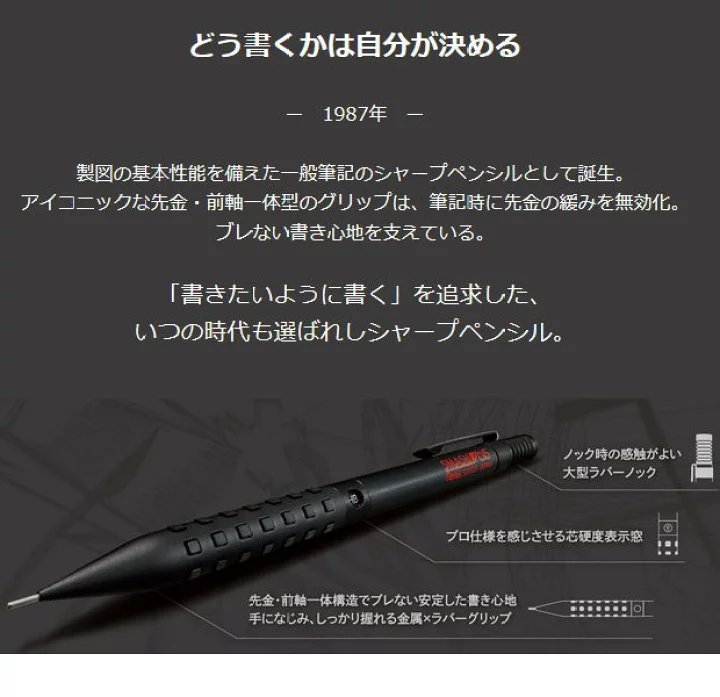 どう書くかは自分が決める
― 1987年 ―
製図の基本性能を備えた一般筆記のシャープペンシルとして誕生。
アイコニックな先金・前軸一体型のグリップは、筆記時に先金の緩みを無効化。
ブレない書き心地を支えている。
「書きたいように書く」を追求した、
いつの時代も選ばれしシャープペンシル。
ノック時の感触がよい
大型ラバーノック
SMASH
プロ仕様を感じさせる芯硬度表示窓
先金・前軸一体構造でブレない安定した書き心地
手になじみ、しっかり握れる金属×ラバーグリップ